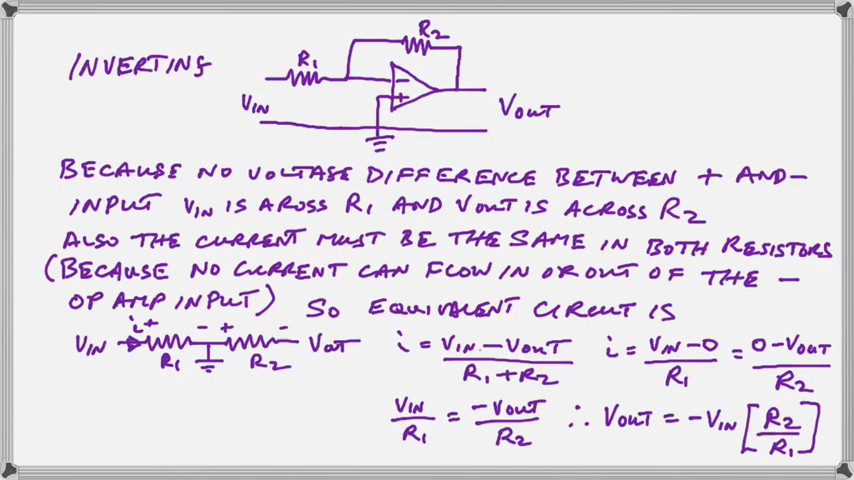 R2
INVERTING
R1
−
+
VIN
VOUT
BECAUSE NO VOLTAGE DIFFERENCE BETWEEN + AND −
INPUT VIN IS AROSS R1 AND VOUT IS ACROSS R2
ALSO THE CURRENT MUST BE THE SAME IN BOTH RESISTORS
(BECAUSE NO CURRENT CAN FLOW IN OR OUT OF THE −
OP AMP INPUT) SO EQUIVALENT CIRCUIT IS
i + − + −
VIN R1 R2 VOUT
i = VIN - VOUT / R1 + R2 i = VIN - 0 / R1 = 0 - VOUT / R2
VIN / R1 = -VOUT / R2 ∴ VOUT = -VIN [R2 / R1]